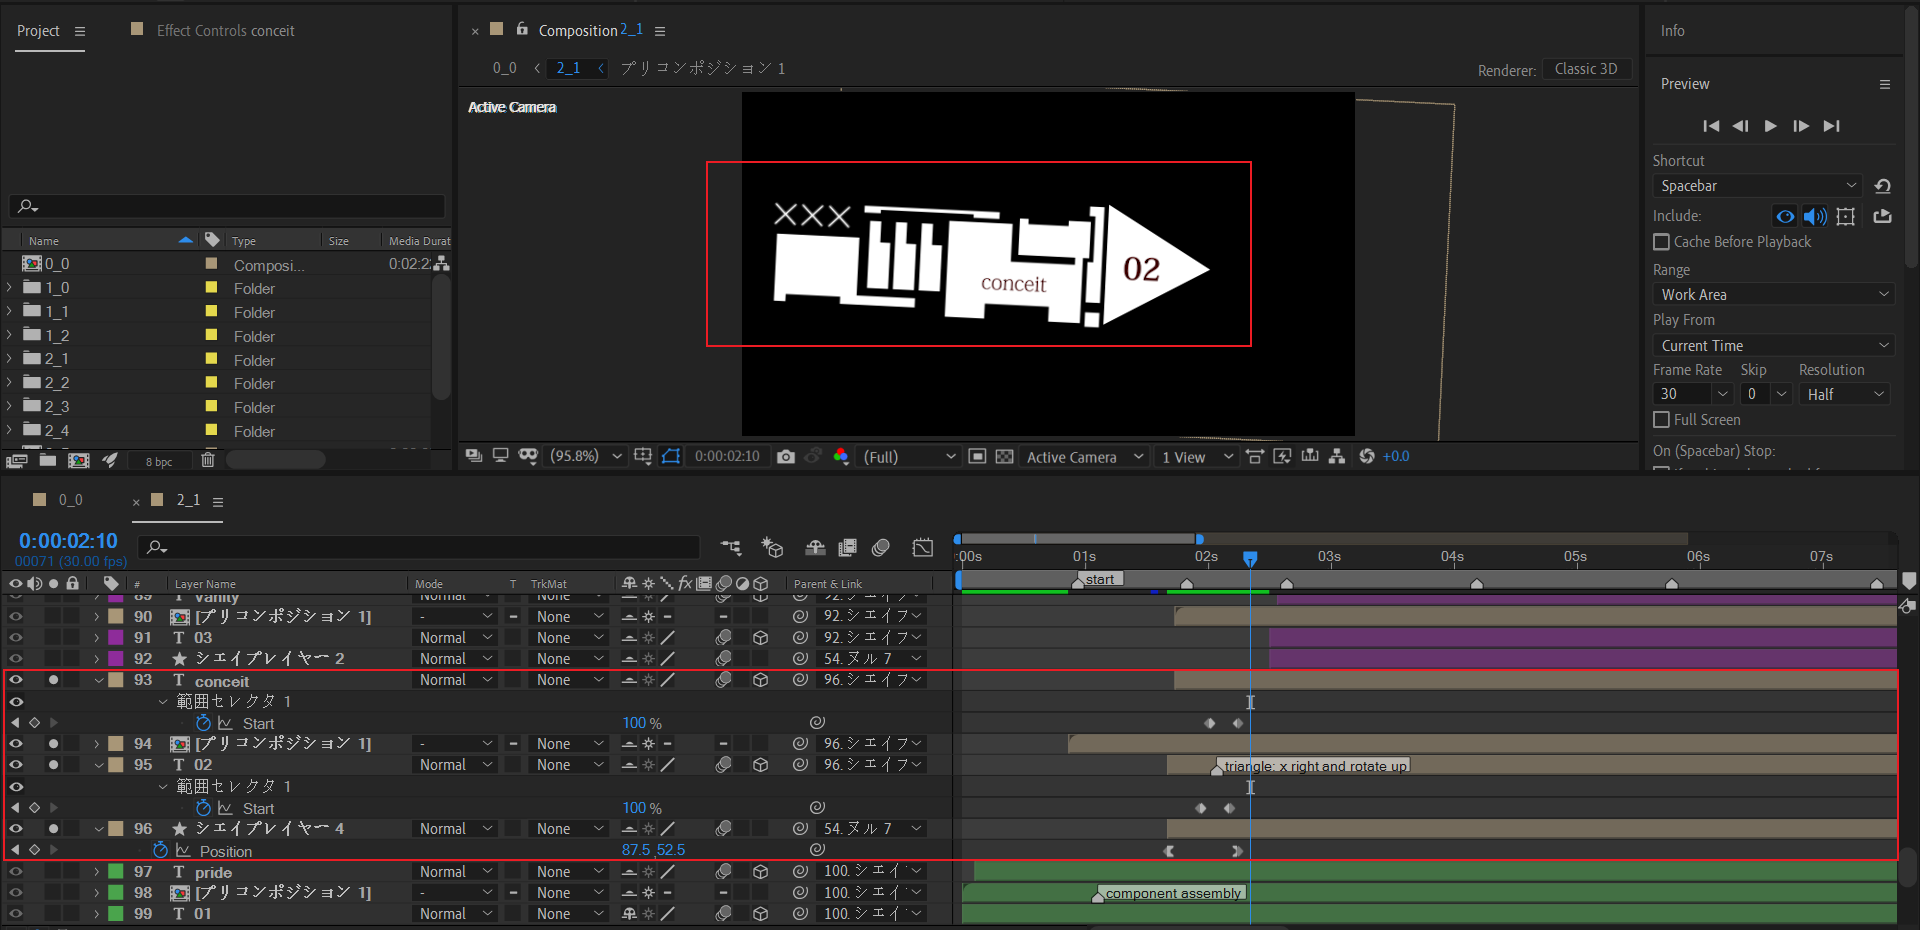 Project
Effect Controls conceit
Name Type Size Media Durat
0_0 Composi... 0:02:2
1_0 Folder
1_1 Folder
1_2 Folder
2_1 Folder
2_2 Folder
2_3 Folder
2_4 Folder
8 bpc
Composition 2_1
0_0 2_1 プリコンポジション 1
Renderer: Classic 3D
Active Camera
conceit 02
(95.8%) 0:00:02:10 (Full) Active Camera 1 View +0.0
Info
Preview
Shortcut
Spacebar
Include:
Cache Before Playback
Range
Work Area
Play From
Current Time
Frame Rate Skip Resolution
30 0 Half
Full Screen
On (Spacebar) Stop:
0_0 2_1
0:00:02:10
00071 (30.00 fps)
:00s 01s 02s 03s 04s 05s 06s 07s
start
# Layer Name Mode T TrkMat Parent & Link
89 vanity Normal None 92. シェイプ
90 [プリコンポジション 1] - None 92. シェイプ
91 T 03 Normal None 92. シェイプ
92 シェイプレイヤー 2 Normal None 54. ヌル 7
93 T conceit Normal None 96. シェイプ
範囲セレクタ 1
Start 100 %
94 [プリコンポジション 1] - None 96. シェイプ
95 T 02 Normal None 96. シェイプ
triangle: x right and rotate up
範囲セレクタ 1
Start 100 %
96 シェイプレイヤー 4 Normal None 54. ヌル 7
Position 87.5 ,52.5
97 T pride Normal None 100. シェイ
98 [プリコンポジション 1] - None 100. シェイ
component assembly
99 T 01 Normal None 100. シェイ